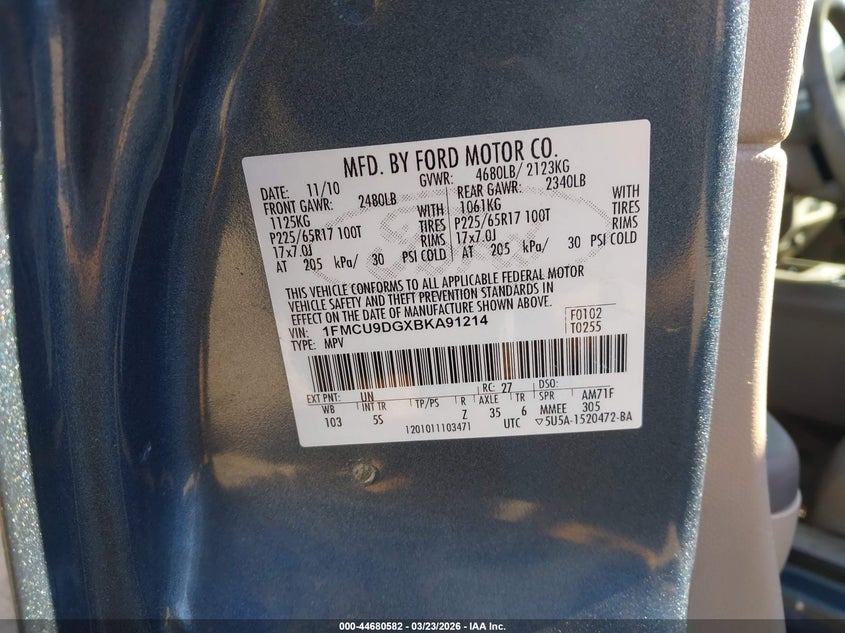 MFD. BY FORD MOTOR CO.
DATE: 11/10 GVWR: 4680LB/ 2123KG
FRONT GAWR: 2480LB REAR GAWR: 2340LB
1125KG WITH 1061KG WITH
P225/65R17 100T TIRES P225/65R17 100T TIRES
17x7.0J RIMS 17x7.0J RIMS
AT 205 kPa/ 30 PSI COLD AT 205 kPa/ 30 PSI COLD
THIS VEHICLE CONFORMS TO ALL APPLICABLE FEDERAL MOTOR
VEHICLE SAFETY AND THEFT PREVENTION STANDARDS IN
EFFECT ON THE DATE OF MANUFACTURE SHOWN ABOVE.
VIN: 1FMCU9DGXBKA91214 F0102
TYPE: MPV T0255
EXT PNT: UN RC: 27 DSO:
WB INT TR TP/PS R AXLE TR SPR AM71F
103 5S Z 35 6 MMEE 305
1201011103471 UTC ▽5U5A-1520472-BA
000-44680582 - 03/23/2026 - IAA Inc.